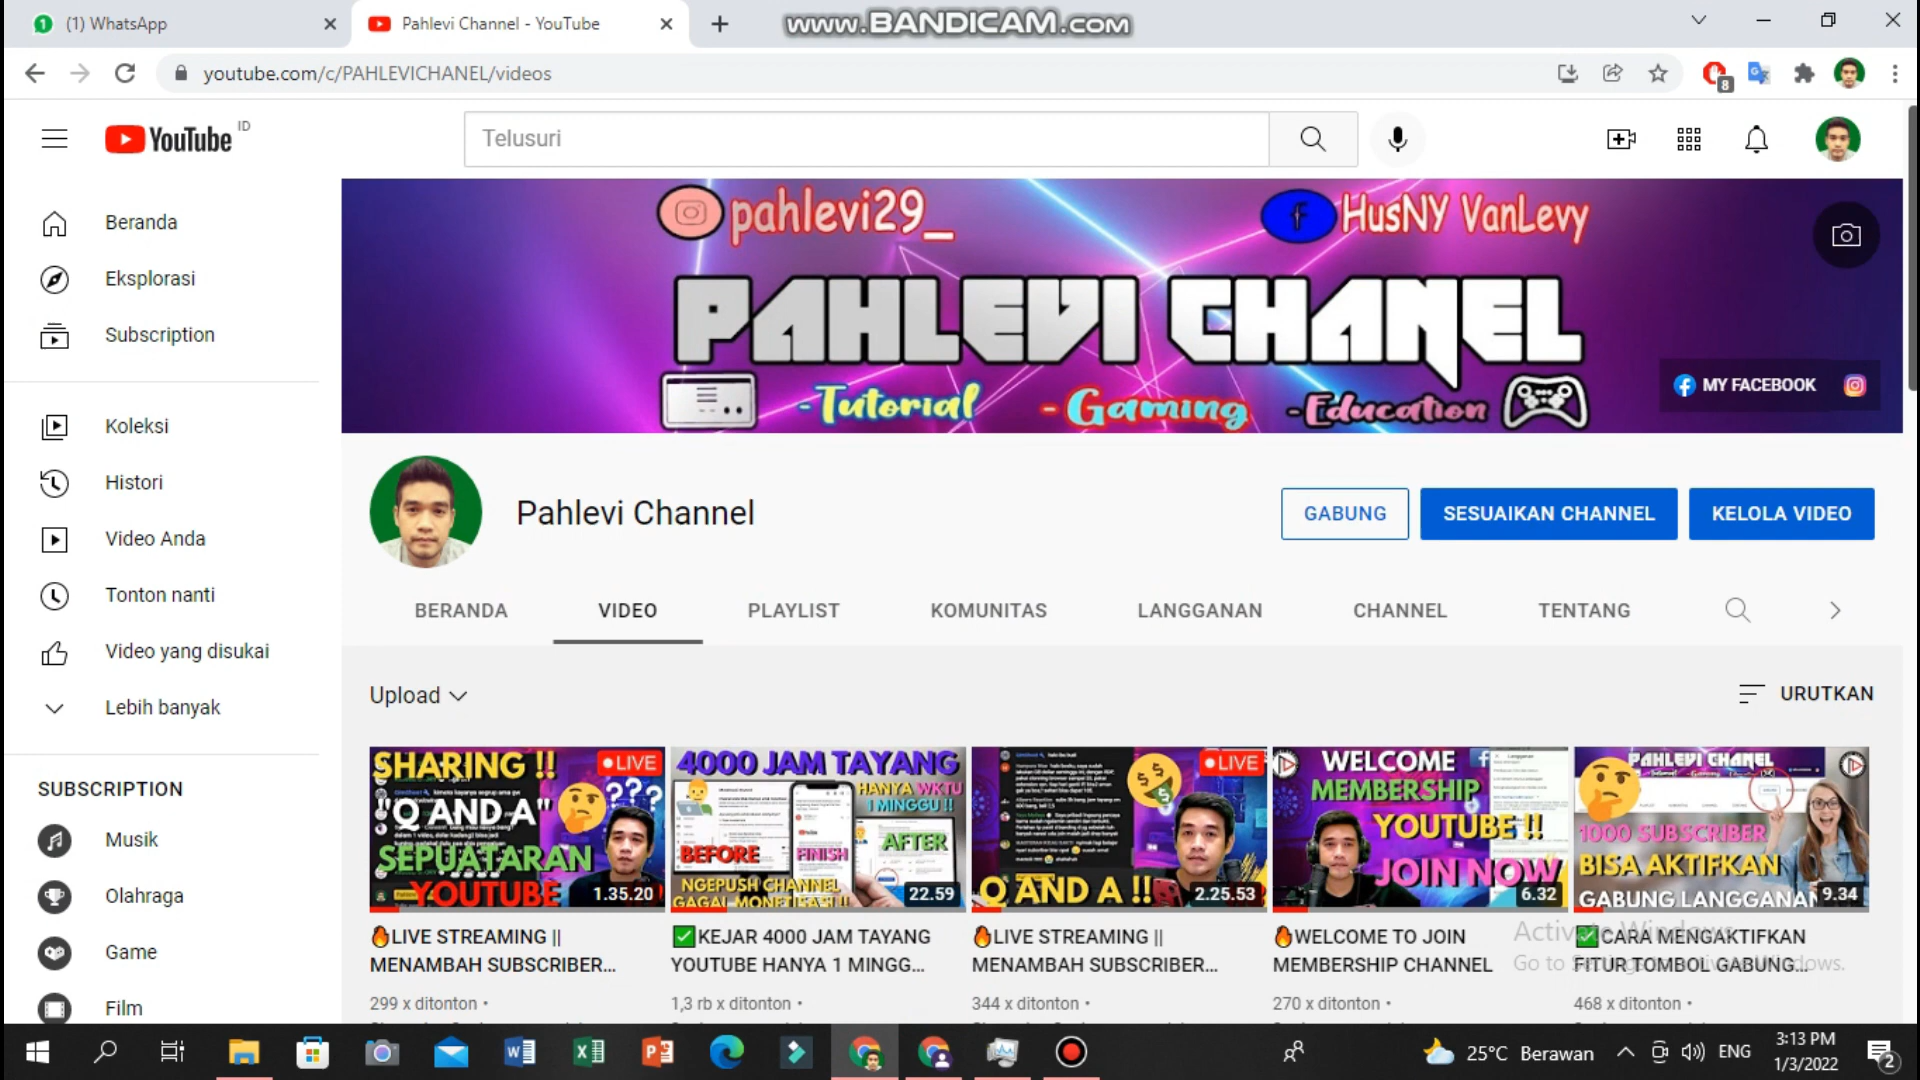 (1) WhatsApp
Pahlevi Channel - YouTube
www.BANDICAM.com
youtube.com/c/PAHLEVICHANEL/videos
8
YouTube ID
Telusuri
Beranda
Eksplorasi
Subscription
Koleksi
Histori
Video Anda
Tonton nanti
Video yang disukai
Lebih banyak
SUBSCRIPTION
Musik
Olahraga
Game
Film
pahlevi29_
HusNY VanLevy
PAHLEVI CHANEL
-Tutorial -Gaming -Education
MY FACEBOOK
Pahlevi Channel
GABUNG
SESUAIKAN CHANNEL
KELOLA VIDEO
BERANDA VIDEO PLAYLIST KOMUNITAS LANGGANAN CHANNEL TENTANG
Upload
URUTKAN
SHARING !!
LIVE
"Q AND A"
???
SEPUATARAN
YOUTUBE
1.35.20
🔥LIVE STREAMING ||
MENAMBAH SUBSCRIBER...
299 x ditonton •
4000 JAM TAYANG
HANYA WKTU
1 MINGGU !!
BEFORE
FINISH
AFTER
NGEPUSH CHANNEL
GAGAL MONETISASI !!
22.59
✅KEJAR 4000 JAM TAYANG
YOUTUBE HANYA 1 MINGG...
1,3 rb x ditonton •
LIVE
Q AND A !!
2.25.53
🔥LIVE STREAMING ||
MENAMBAH SUBSCRIBER...
344 x ditonton •
WELCOME
MEMBERSHIP
YOUTUBE !!
JOIN NOW
6.32
🔥WELCOME TO JOIN
MEMBERSHIP CHANNEL
270 x ditonton •
PAHLEVI CHANEL
1000 SUBSCRIBER
BISA AKTIFKAN
GABUNG LANGGANAN
9.34
✅CARA MENGAKTIFKAN
FITUR TOMBOL GABUNG...
468 x ditonton •
Activate Windows
Go to Settings to activate Windows.
25°C Berawan
ENG
3:13 PM
1/3/2022
2